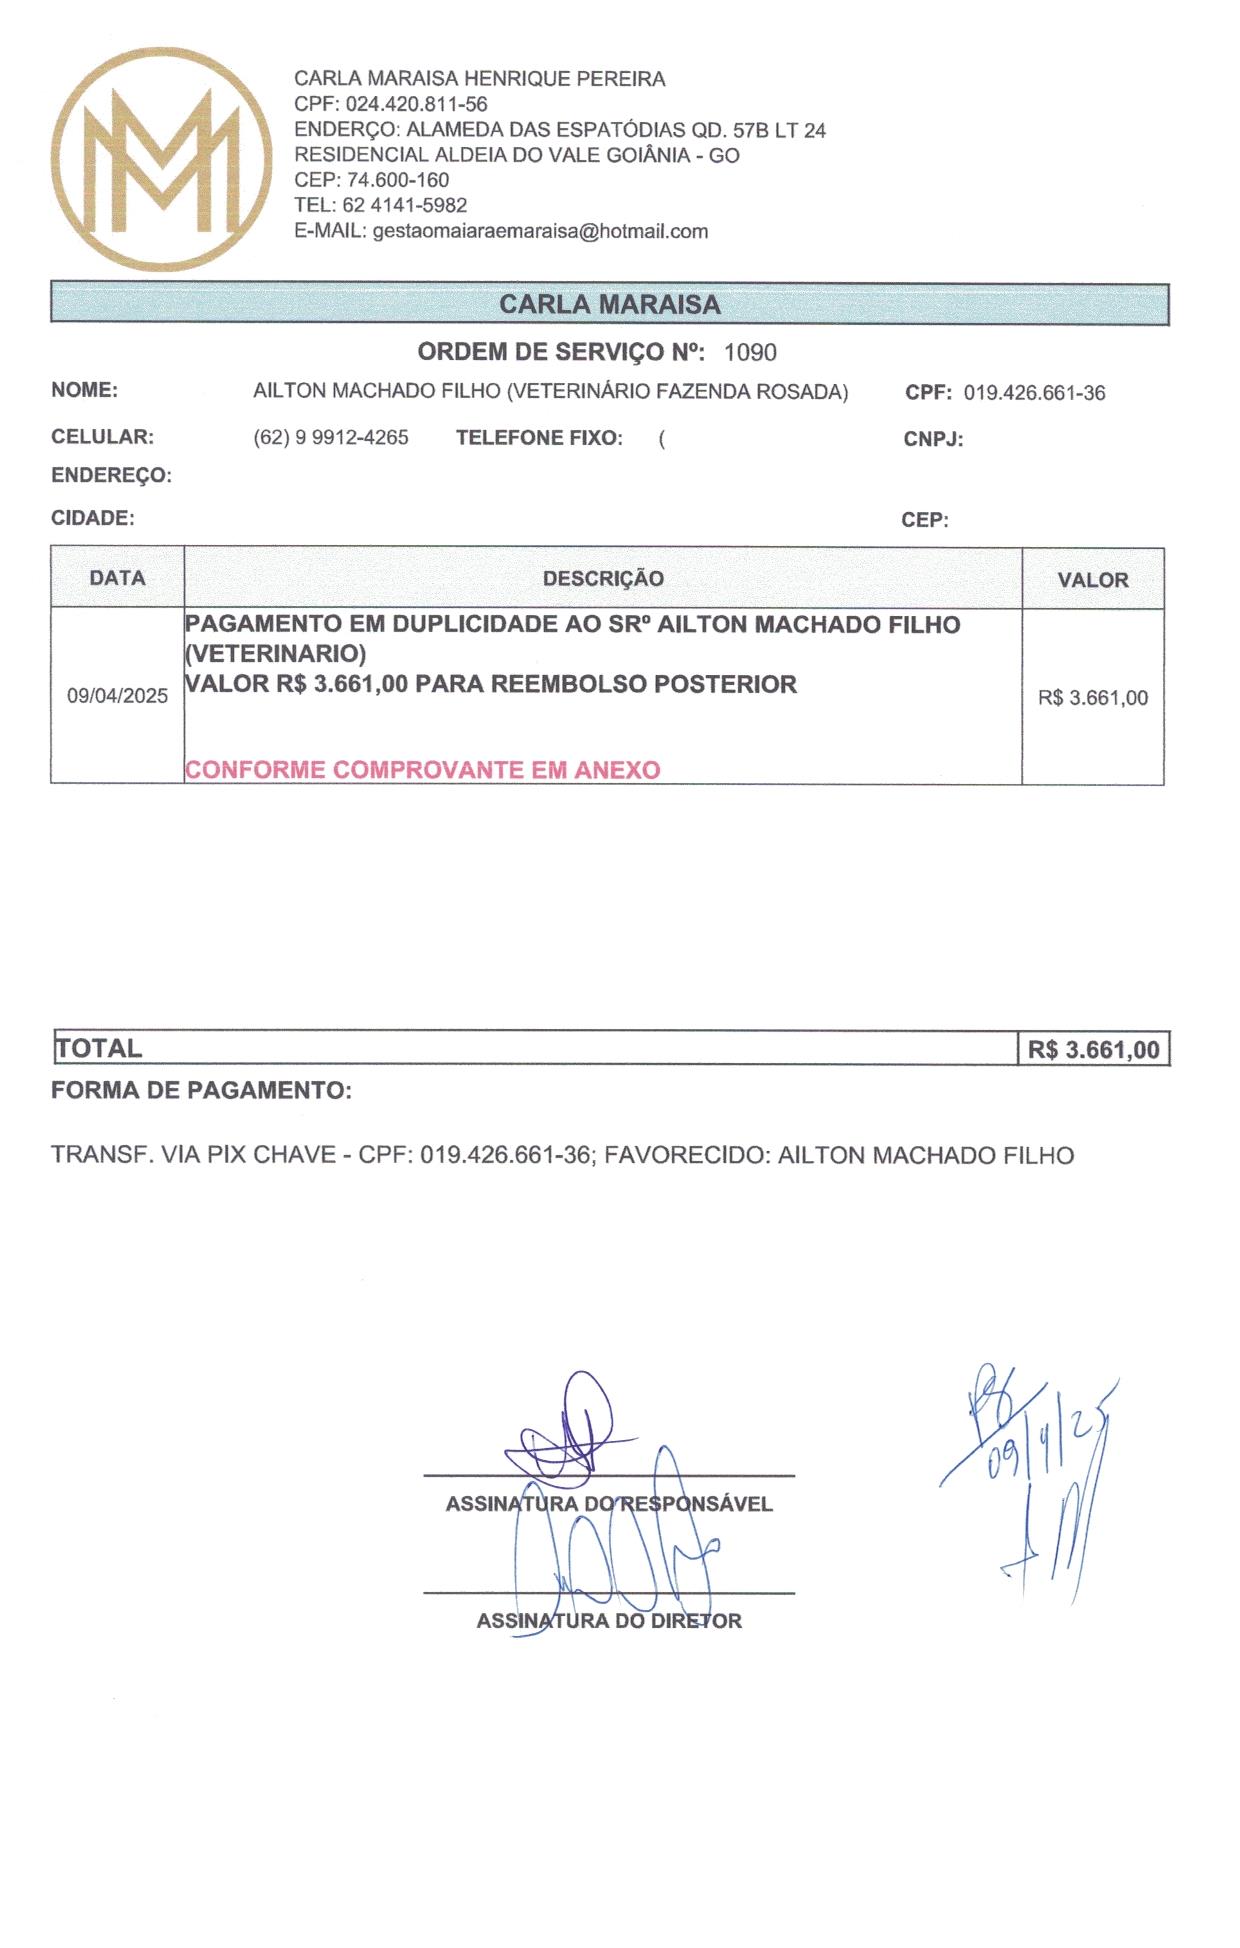 CARLA MARAISA HENRIQUE PEREIRA
CPF: 024.420.811-56
ENDERÇO: ALAMEDA DAS ESPATÓDIAS QD. 57B LT 24
RESIDENCIAL ALDEIA DO VALE GOIÂNIA - GO
CEP: 74.600-160
TEL: 62 4141-5982
E-MAIL: gestaomaiaraemaraisa@hotmail.com
CARLA MARAISA
ORDEM DE SERVIÇO Nº: 1090
NOME: AILTON MACHADO FILHO (VETERINÁRIO FAZENDA ROSADA) CPF: 019.426.661-36
CELULAR: (62) 9 9912-4265 TELEFONE FIXO: ( CNPJ:
ENDEREÇO:
CIDADE: CEP:
DATA DESCRIÇÃO VALOR
PAGAMENTO EM DUPLICIDADE AO SRº AILTON MACHADO FILHO
(VETERINARIO)
VALOR R$ 3.661,00 PARA REEMBOLSO POSTERIOR
09/04/2025 R$ 3.661,00
CONFORME COMPROVANTE EM ANEXO
TOTAL R$ 3.661,00
FORMA DE PAGAMENTO:
TRANSF. VIA PIX CHAVE - CPF: 019.426.661-36; FAVORECIDO: AILTON MACHADO FILHO
09/4/25
ASSINATURA DO RESPONSÁVEL
ASSINATURA DO DIRETOR